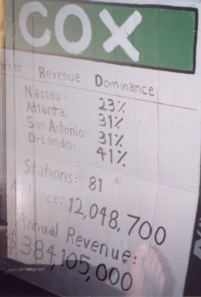 COX
Revenue Dominance
Nassau: 23%
Atlanta: 31%
San Antonio: 31%
Orlando: 41%
Stations: 81
12,048,700
Annual Revenue:
$384,105,000